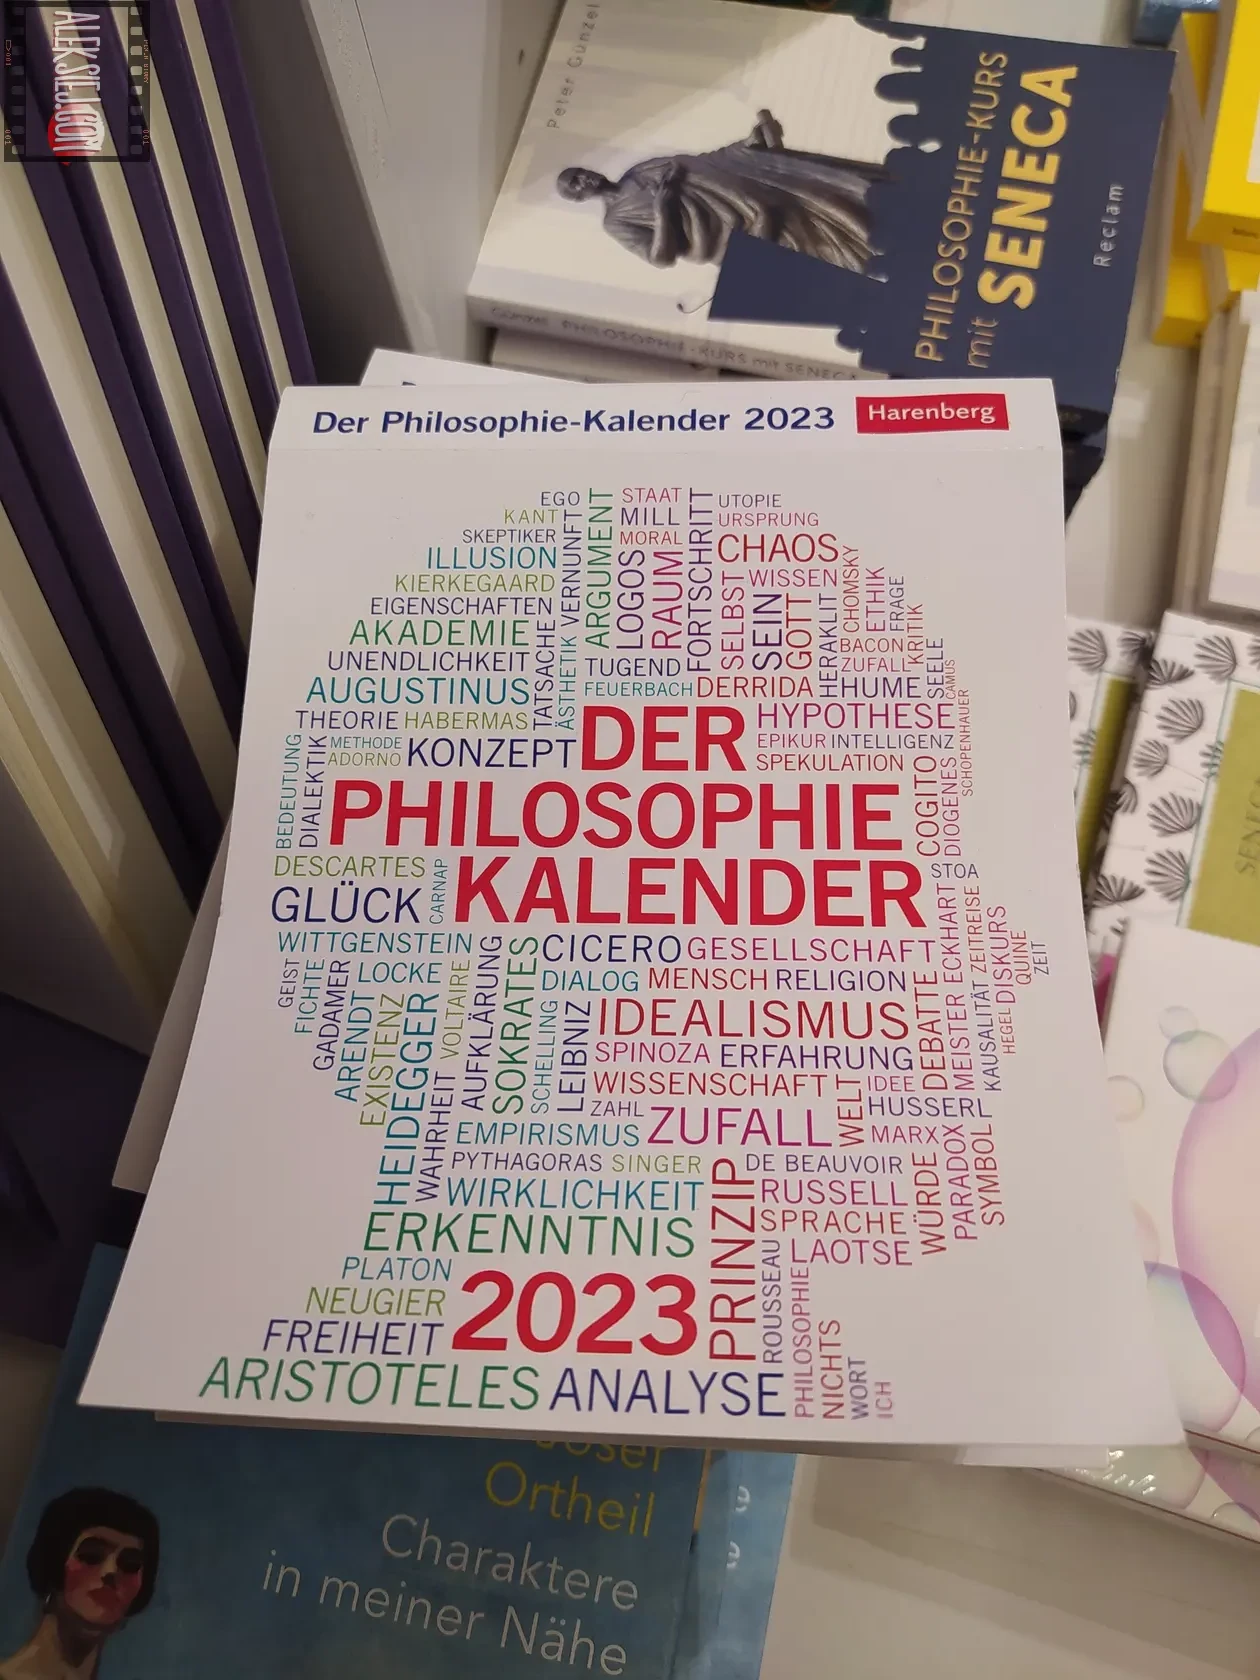 ALEKSIEJ.COM
Peter Günzel
PHILOSOPHIE-KURS
mit SENECA
Reclam
PHILOSOPHIE-KURS mit SENECA
Der Philosophie-Kalender 2023 Harenberg
EGO
KANT
SKEPTIKER
ILLUSION
KIERKEGAARD
EIGENSCHAFTEN
AKADEMIE
UNENDLICHKEIT
AUGUSTINUS
THEORIE HABERMAS
TATSACHE
VERNUNFT
ÄSTHETIK
ARGUMENT
STAAT
MILL
MORAL
LOGOS
RAUM
FORTSCHRITT
UTOPIE
URSPRUNG
CHAOS
WISSEN
SELBST
SEIN
GOTT
HERAKLIT
CHOMSKY
ETHIK
FRAGE
BACON
KRITIK
ZUFALL
SEELE
CAMUS
TUGEND
FEUERBACH DERRIDA
HUME
BEDEUTUNG
DIALEKTIK
METHODE
ADORNO
KONZEPT
DER
HYPOTHESE
EPIKUR INTELLIGENZ
SPEKULATION
SCHOPENHAUER
PHILOSOPHIE
COGITO
DIOGENES
DESCARTES
GLÜCK
CARNAP
KALENDER
STOA
WITTGENSTEIN
CICERO GESELLSCHAFT
GEIST
FICHTE
GADAMER
LOCKE
ARENDT
EXISTENZ
HEIDEGGER
VOLTAIRE
AUFKLÄRUNG
SOKRATES
DIALOG MENSCH RELIGION
SCHELLING
LEIBNIZ
IDEALISMUS
SPINOZA ERFAHRUNG
WISSENSCHAFT
DEBATTE
MEISTER ECKHART
ZEITREISE
KAUSALITÄT
DISKURS
HEGEL
QUINE
ZEIT
WELT
IDEE
HUSSERL
ZAHL
ZUFALL
MARX
EMPIRISMUS
WAHRHEIT
PYTHAGORAS SINGER
WIRKLICHKEIT
PRINZIP
DE BEAUVOIR
RUSSELL
SPRACHE
LAOTSE
WÜRDE
PARADOX
SYMBOL
ERKENNTNIS
PLATON
NEUGIER
FREIHEIT
2023
ROUSSEAU
PHILOSOPHIE
NICHTS
WORT
ICH
ARISTOTELES ANALYSE
Josef
Ortheil
Charaktere
in meiner Nähe